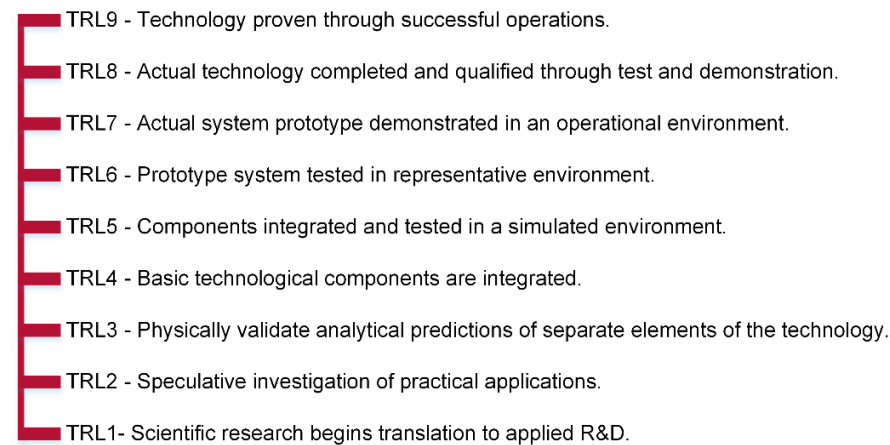 TRL9 - Technology proven through successful operations.
TRL8 - Actual technology completed and qualified through test and demonstration.
TRL7 - Actual system prototype demonstrated in an operational environment.
TRL6 - Prototype system tested in representative environment.
TRL5 - Components integrated and tested in a simulated environment.
TRL4 - Basic technological components are integrated.
TRL3 - Physically validate analytical predictions of separate elements of the technology.
TRL2 - Speculative investigation of practical applications.
TRL1- Scientific research begins translation to applied R&D.